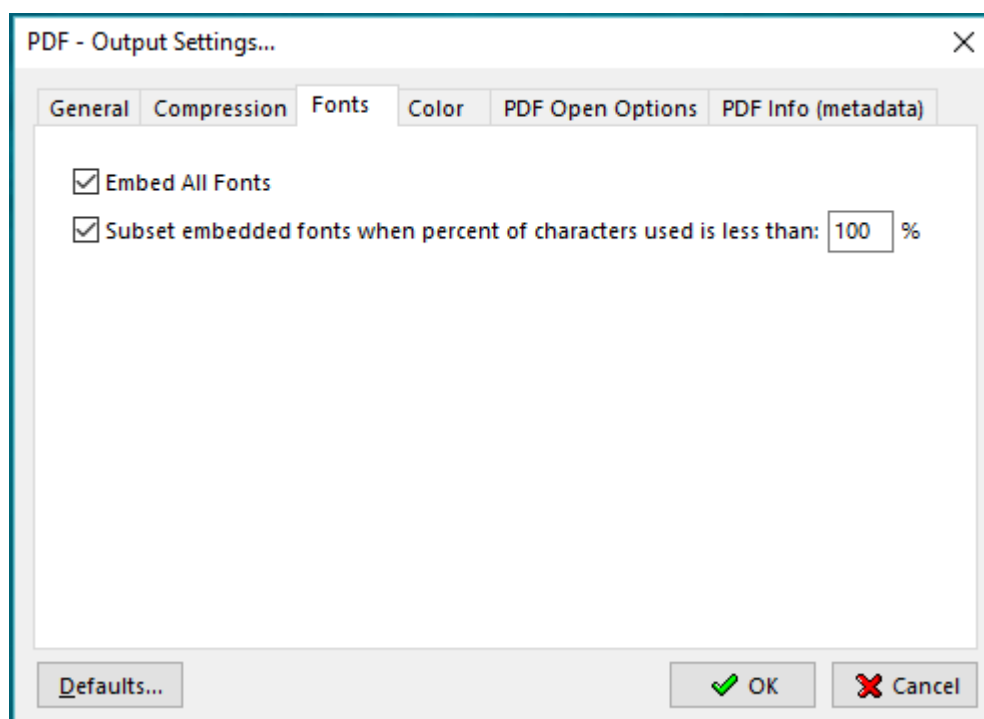 PDF - Output Settings...
General Compression Fonts Color PDF Open Options PDF Info (metadata)
Embed All Fonts
Subset embedded fonts when percent of characters used is less than: 100 %
Defaults... OK Cancel